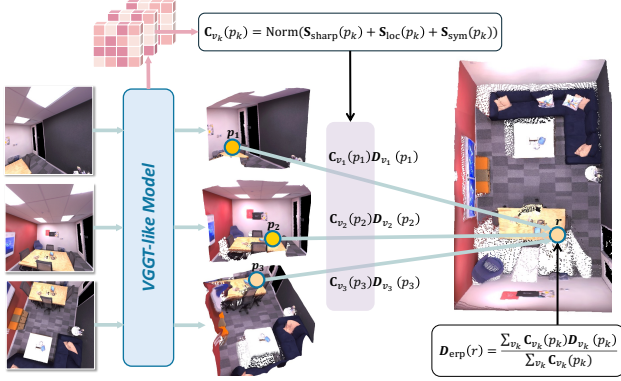 C_{v_k}(p_k) = Norm(S_sharp(p_k) + S_loc(p_k) + S_sym(p_k))
VGGT-like Model
p_1
C_{v_1}(p_1)D_{v_1}(p_1)
p_2
C_{v_2}(p_2)D_{v_2}(p_2)
r
p_3
C_{v_3}(p_3)D_{v_3}(p_3)
D_erp(r) = \frac{∑_{v_k} C_{v_k}(p_k)D_{v_k}(p_k)}{∑_{v_k} C_{v_k}(p_k)}